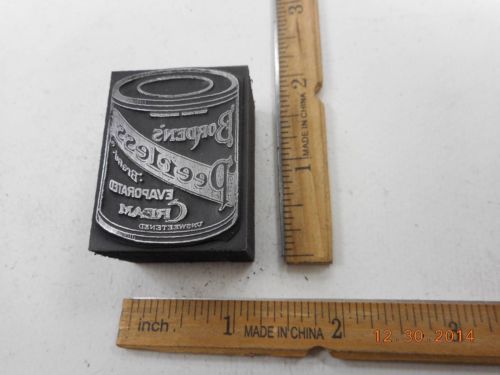 BORDEN'S
Peerless
"Brand"
EVAPORATED
CREAM
UNSWEETENED
1
2
MADE IN CHINA
inch.
1
MADE IN CHINA
2
3
12.30.2014